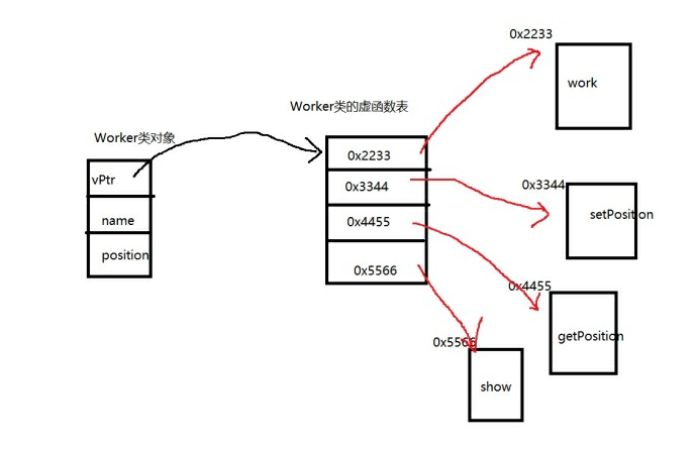 0x2233
work
Worker类的虚函数表
Worker类对象
0x2233
vPtr
0x3344
0x3344
name
0x4455
setPosition
position
0x5566
0x4455
getPosition
0x5566
show